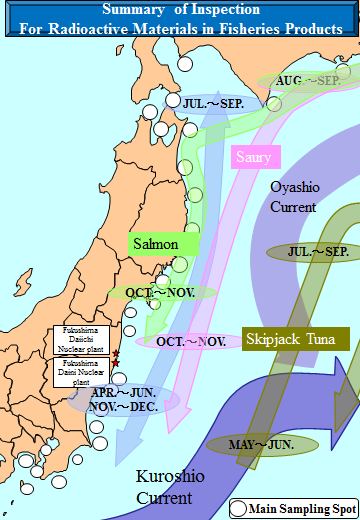 Summary of Inspection
For Radioactive Materials in Fisheries Products
AUG.～SEP.
JUL.～SEP.
Saury
Oyashio
Current
Salmon
JUL.～SEP.
OCT.～NOV.
Fukushima
Daiichi
Nuclear plant
OCT.～NOV.
Skipjack Tuna
Fukushima
Daini Nuclear
plant
APR.～JUN.
NOV.～DEC.
MAY～JUN.
Kuroshio
Current
Main Sampling Spot